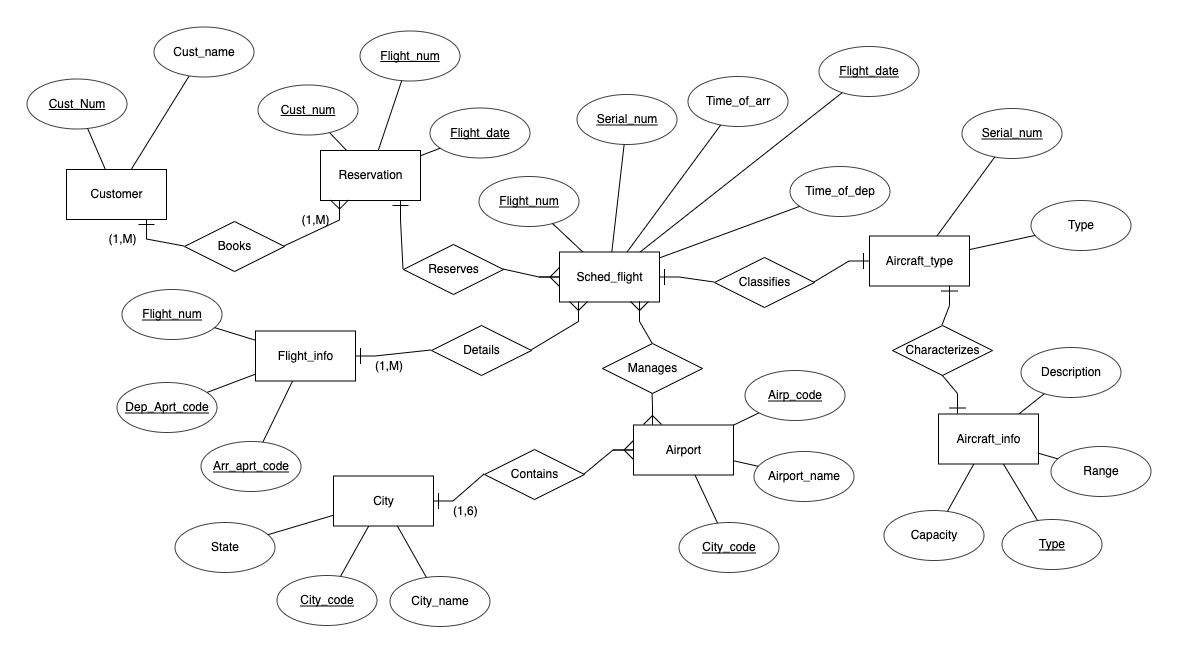 Cust_name
Flight_num
Flight_date
Cust_Num
Cust_num
Serial_num
Time_of_arr
Flight_date
Serial_num
Reservation
Customer
Flight_num
Time_of_dep
(1,M)
(1,M)
Books
Type
Reserves
Sched_flight
Classifies
Aircraft_type
Flight_num
Flight_info
(1,M)
Details
Manages
Characterizes
Description
Dep_Aprt_code
Airp_code
Arr_aprt_code
Airport
Aircraft_info
Contains
Airport_name
Range
City
(1,6)
State
City_code
Capacity
Type
City_code
City_name